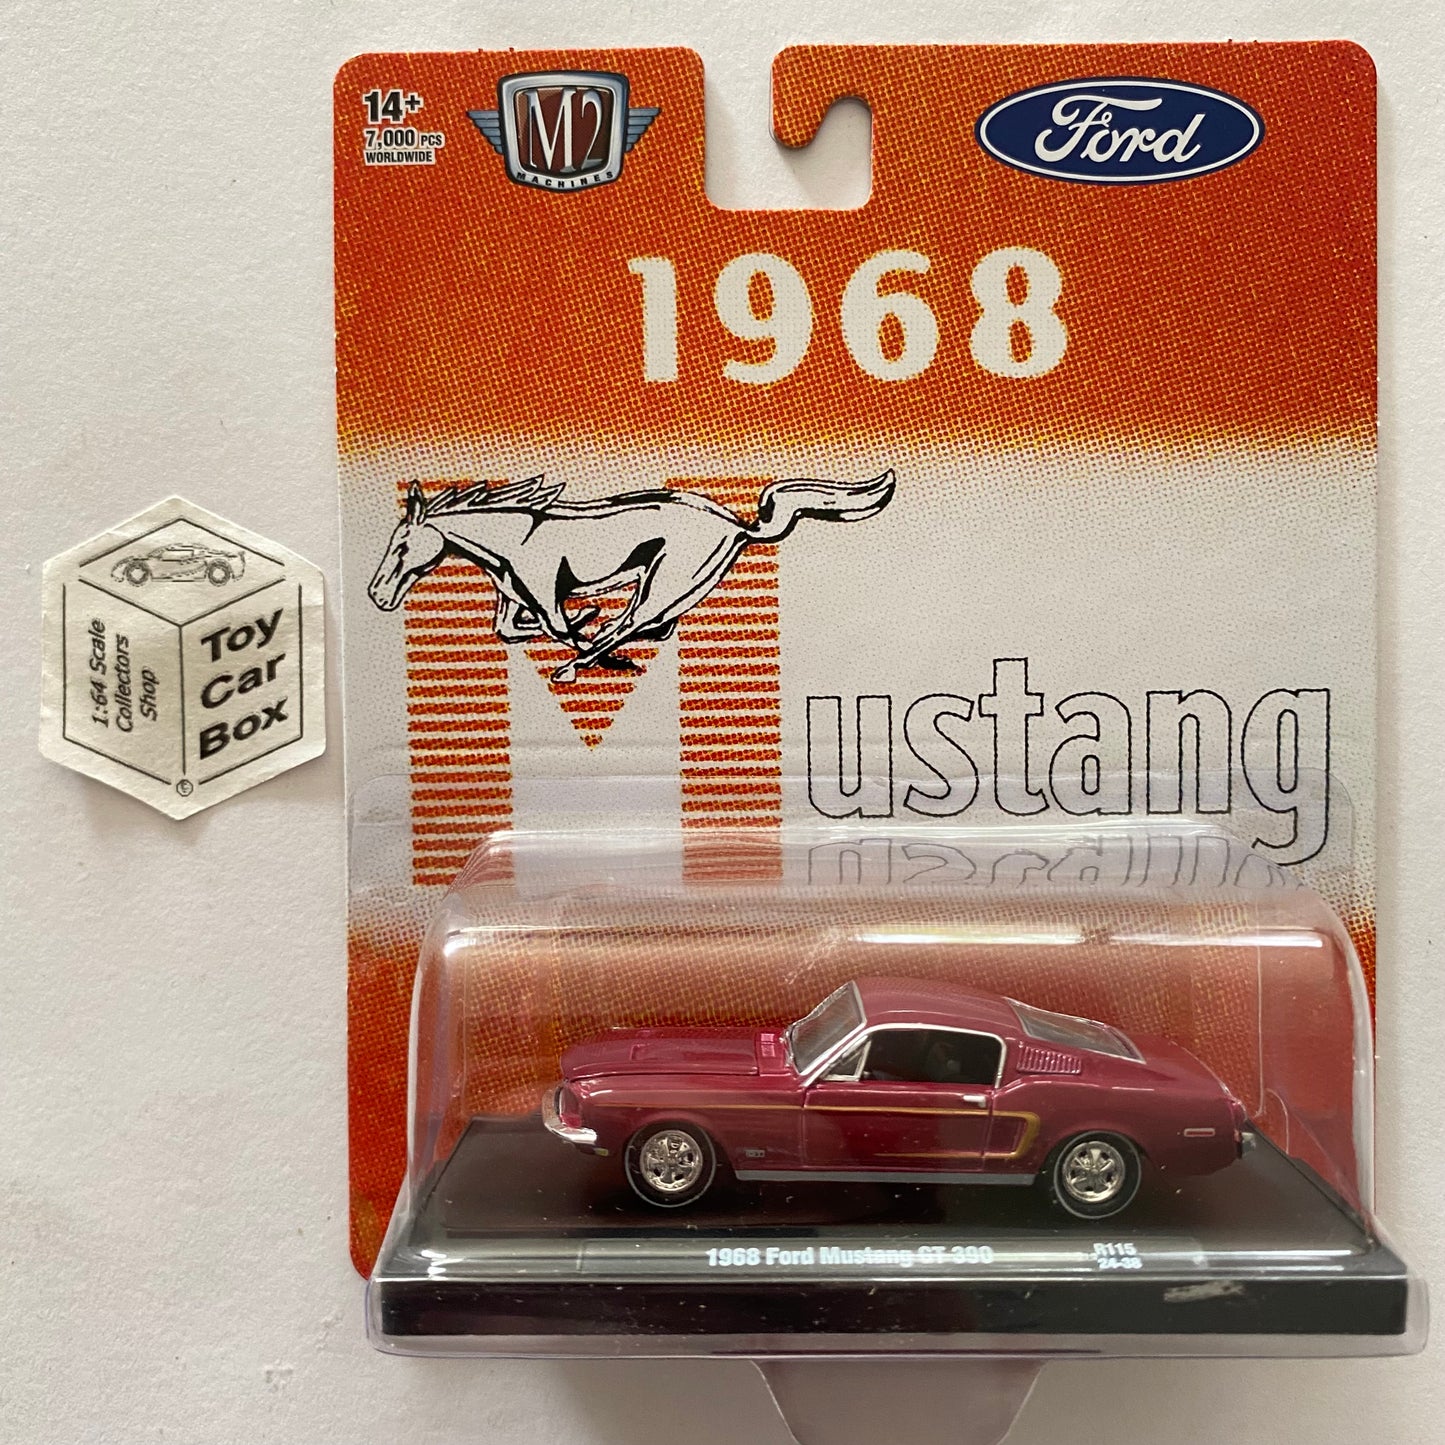 14+
7,000 PCS
WORLDWIDE
M2
MACHINES
Ford
1968
Mustang
1:64 Scale
Collectors
Shop
Toy
Car
Box
1968 Ford Mustang GT 390
R115
24-38